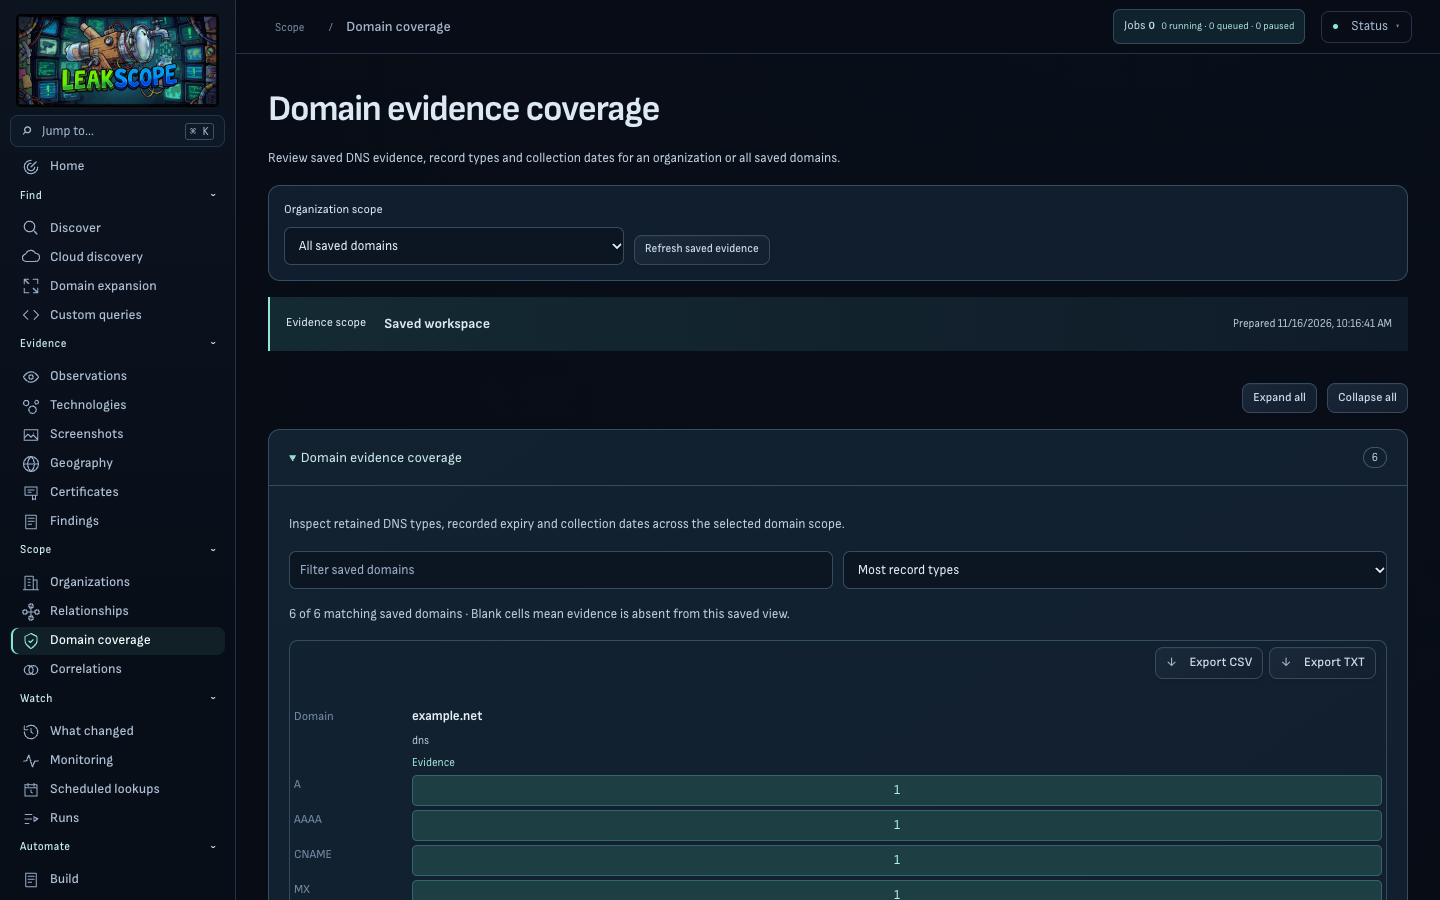 LEAKSCOPE
Jump to...
⌘ K
Home
Find
Discover
Cloud discovery
Domain expansion
Custom queries
Evidence
Observations
Technologies
Screenshots
Geography
Certificates
Findings
Scope
Organizations
Relationships
Domain coverage
Correlations
Watch
What changed
Monitoring
Scheduled lookups
Runs
Automate
Build
Scope / Domain coverage
Jobs 0 0 running · 0 queued · 0 paused
Status
Domain evidence coverage
Review saved DNS evidence, record types and collection dates for an organization or all saved domains.
Organization scope
All saved domains
Refresh saved evidence
Evidence scope Saved workspace
Prepared 11/16/2026, 10:16:41 AM
Expand all
Collapse all
Domain evidence coverage
6
Inspect retained DNS types, recorded expiry and collection dates across the selected domain scope.
Filter saved domains
Most record types
6 of 6 matching saved domains · Blank cells mean evidence is absent from this saved view.
Export CSV
Export TXT
Domain example.net
dns
Evidence
A 1
AAAA 1
CNAME 1
MX 1